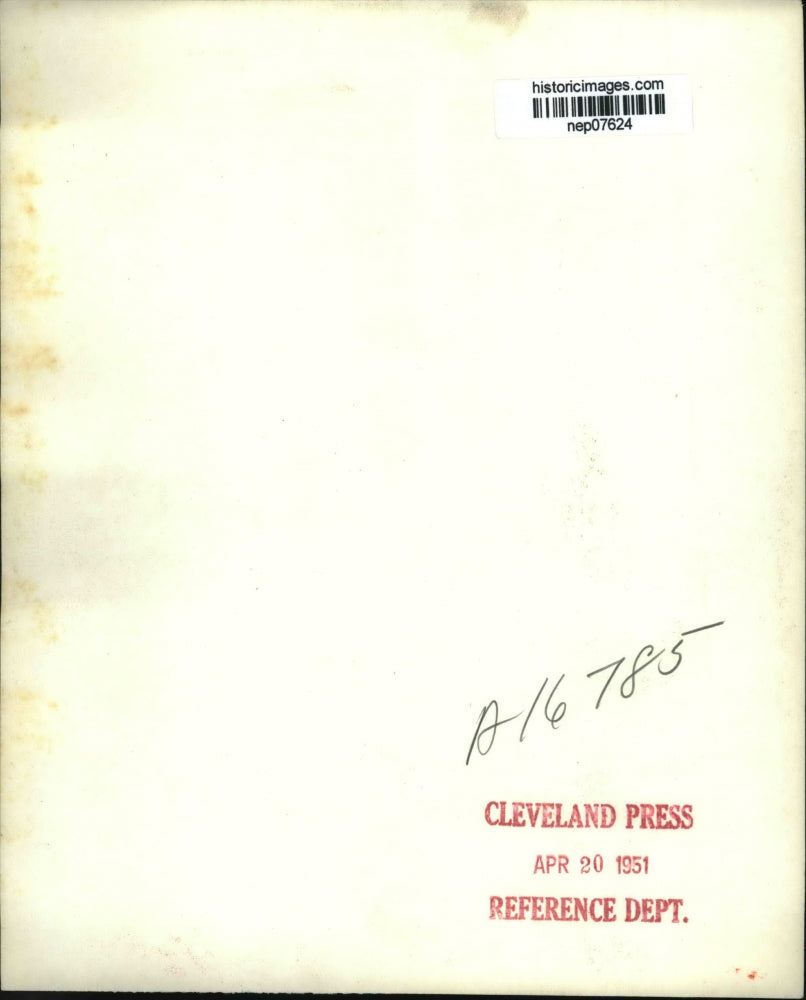 historicimages.com
nep07624
A16785
CLEVELAND PRESS
APR 20 1951
REFERENCE DEPT.